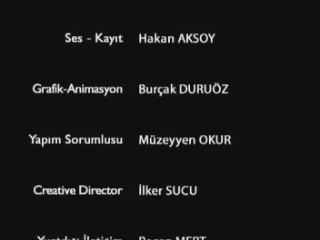 Ses - Kayıt Hakan AKSOY
Grafik-Animasyon Burçak DURUÖZ
Yapım Sorumlusu Müzeyyen OKUR
Creative Director İlker SUCU